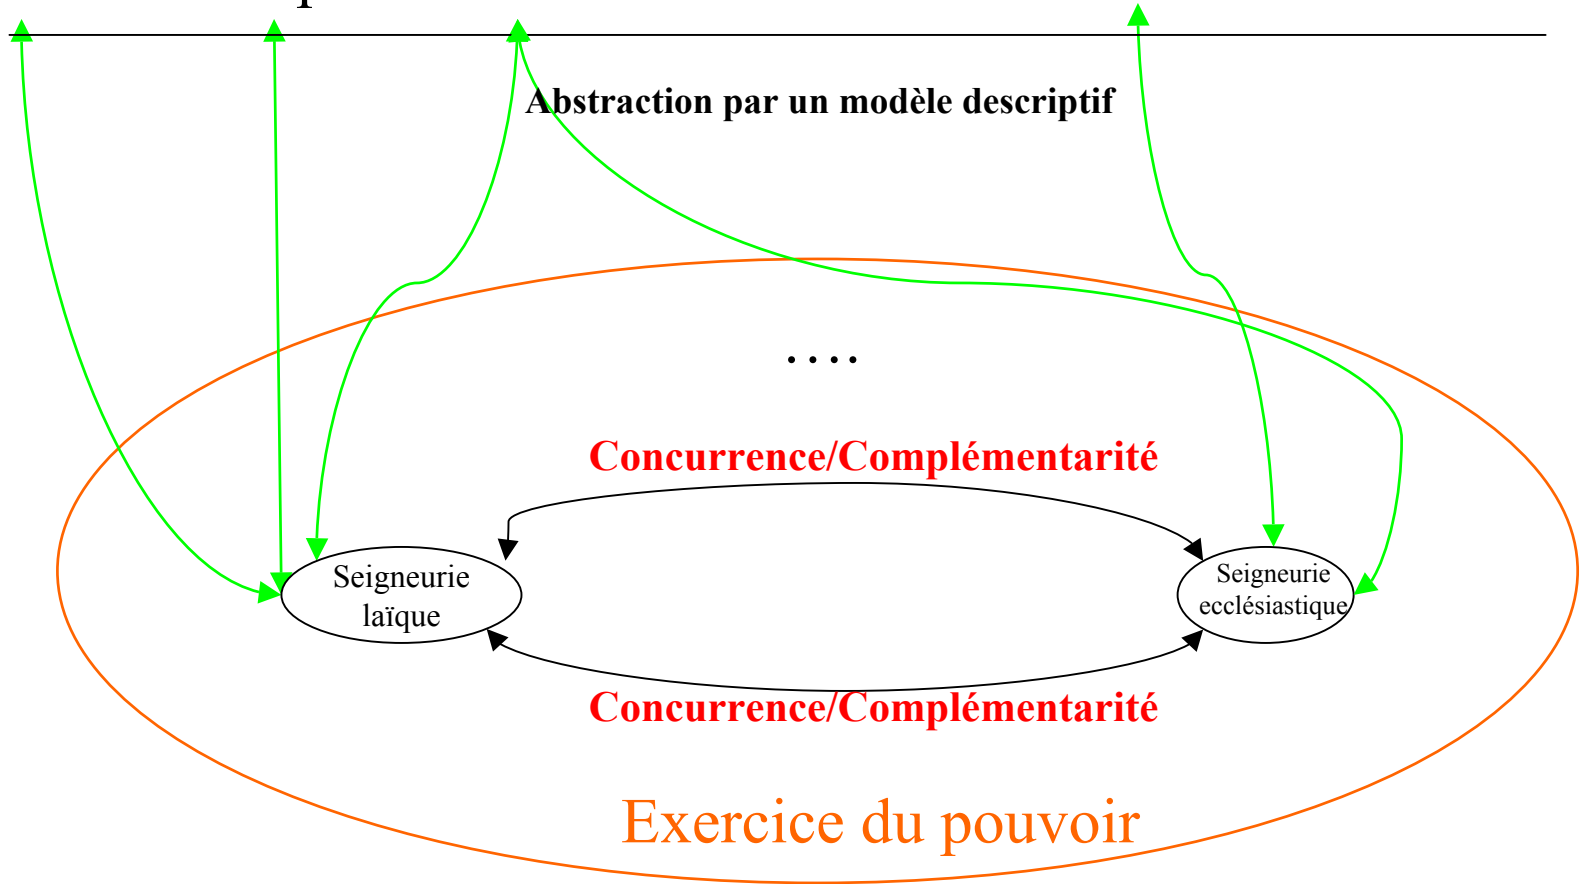 Abstraction par un modèle descriptif
....
Concurrence/Complémentarité
Seigneurie
laïque
Seigneurie
ecclésiastique
Concurrence/Complémentarité
Exercice du pouvoir